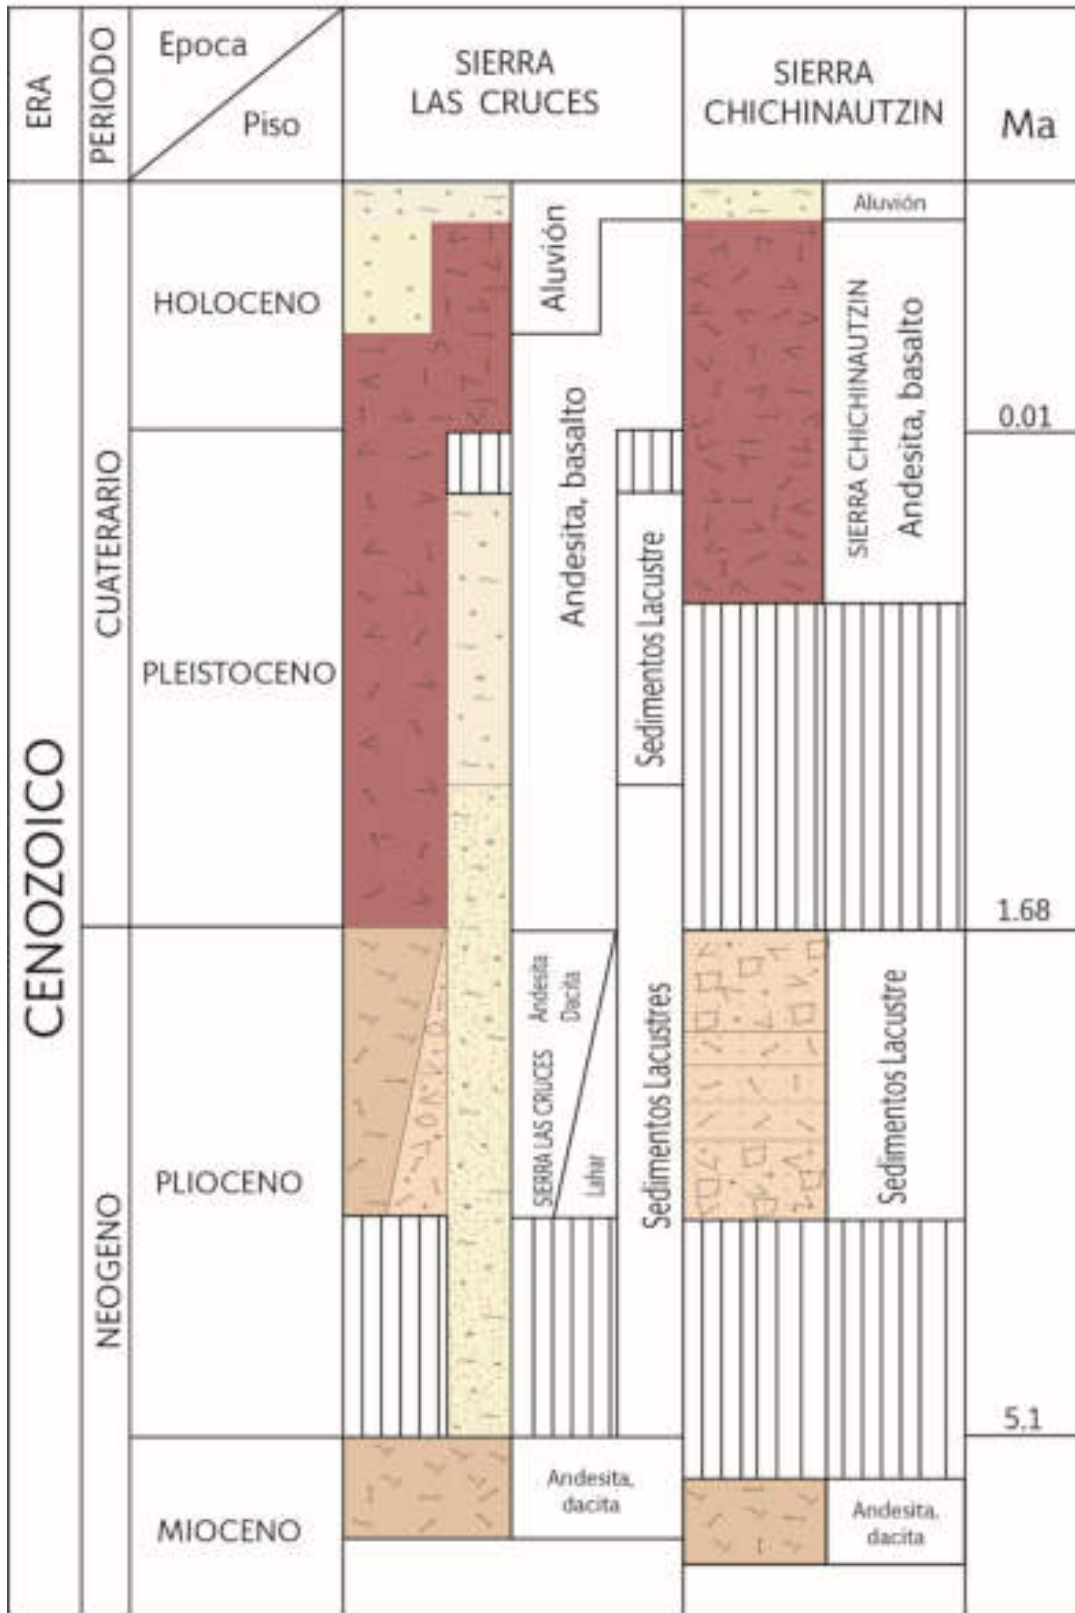 ERA
PERIODO
Epoca
Piso
SIERRA
LAS CRUCES
SIERRA
CHICHINAUTZIN
Ma
CENOZOICO
CUATERARIO
NEOGENO
HOLOCENO
PLEISTOCENO
PLIOCENO
MIOCENO
Aluvión
Andesita, basalto
Sedimentos Lacustre
SIERRA LAS CRUCES
Andesita
Dacita
Lahar
Sedimentos Lacustres
Andesita,
dacita
Aluvión
SIERRA CHICHINAUTZIN
Andesita, basalto
Sedimentos Lacustre
Andesita,
dacita
0.01
1.68
5.1